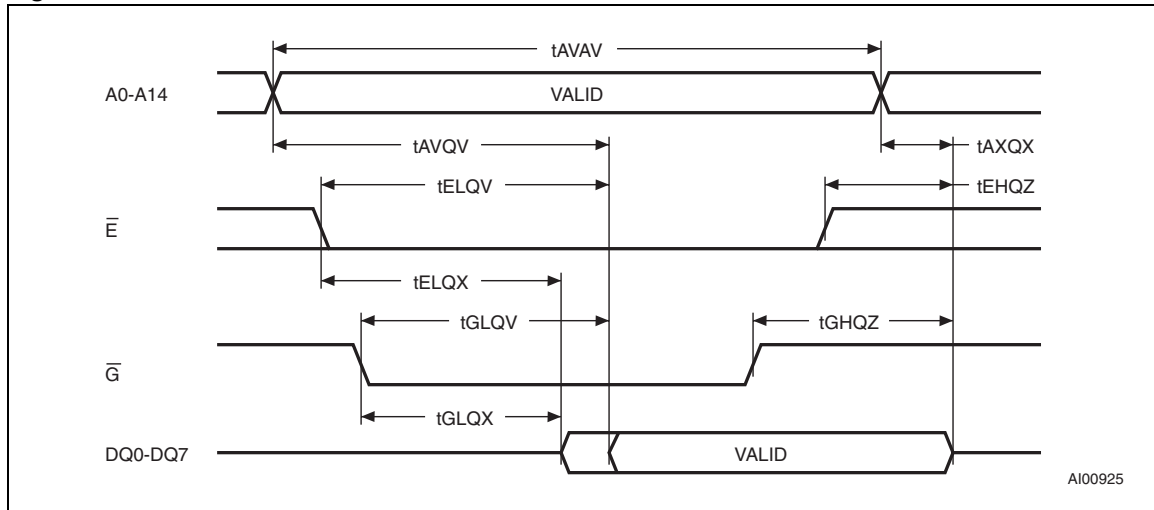 tAVAV
A0-A14
VALID
tAVQV
tAXQX
tELQV
tEHQZ
E̅
tELQX
tGLQV
tGHQZ
G̅
tGLQX
DQ0-DQ7
VALID
AI00925